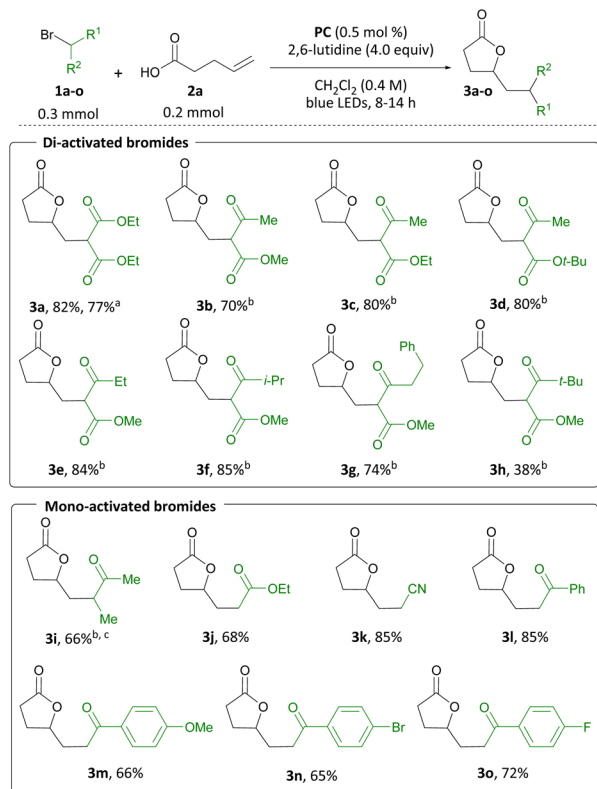 Br R¹
R²
1a-o
0.3 mmol
+
O
HO
2a
0.2 mmol
PC (0.5 mol %)
2,6-lutidine (4.0 equiv)
CH₂Cl₂ (0.4 M)
blue LEDs, 8-14 h
O
O
R²
R¹
3a-o
Di-activated bromides
O O O OEt OEt O
3a, 82%, 77%ᵃ
O O O Me OMe O
3b, 70%ᵇ
O O O Me OEt O
3c, 80%ᵇ
O O O Me Ot-Bu O
3d, 80%ᵇ
O O O Et OMe O
3e, 84%ᵇ
O O O i-Pr OMe O
3f, 85%ᵇ
O O Ph O OMe O
3g, 74%ᵇ
O O O t-Bu OMe O
3h, 38%ᵇ
Mono-activated bromides
O O O Me Me
3i, 66%ᵇ, ᶜ
O O OEt O
3j, 68%
O O CN
3k, 85%
O O O Ph
3l, 85%
O O O OMe
3m, 66%
O O O Br
3n, 65%
O O O F
3o, 72%